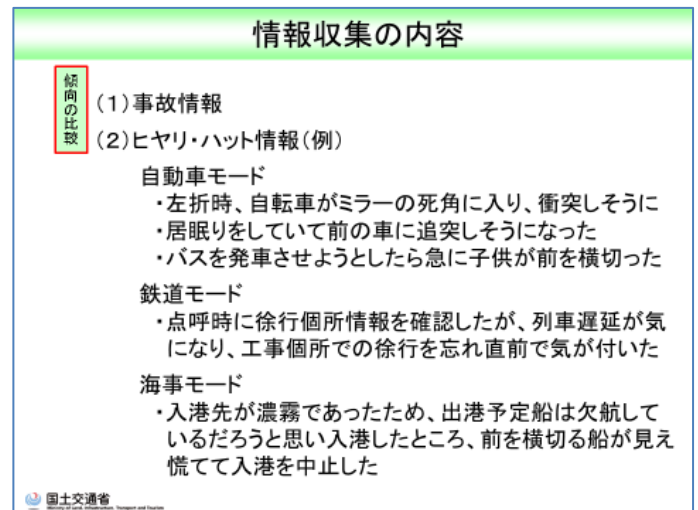 情報収集の内容
傾向の比較
(1)事故情報
(2)ヒヤリ・ハット情報(例)
自動車モード
・左折時、自転車がミラーの死角に入り、衝突しそうに
・居眠りをしていて前の車に追突しそうになった
・バスを発車させようとしたら急に子供が前を横切った
鉄道モード
・点呼時に徐行個所情報を確認したが、列車遅延が気
になり、工事個所での徐行を忘れ直前で気が付いた
海事モード
・入港先が濃霧であったため、出港予定船は欠航して
いるだろうと思い入港したところ、前を横切る船が見え
慌てて入港を中止した
国土交通省
Ministry of Land, Infrastructure, Transport and Tourism